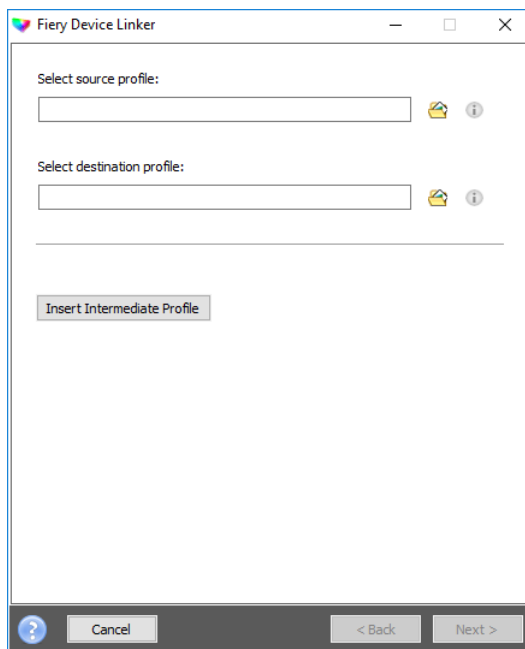 Fiery Device Linker
Select source profile:
Select destination profile:
Insert Intermediate Profile
Cancel
< Back
Next >